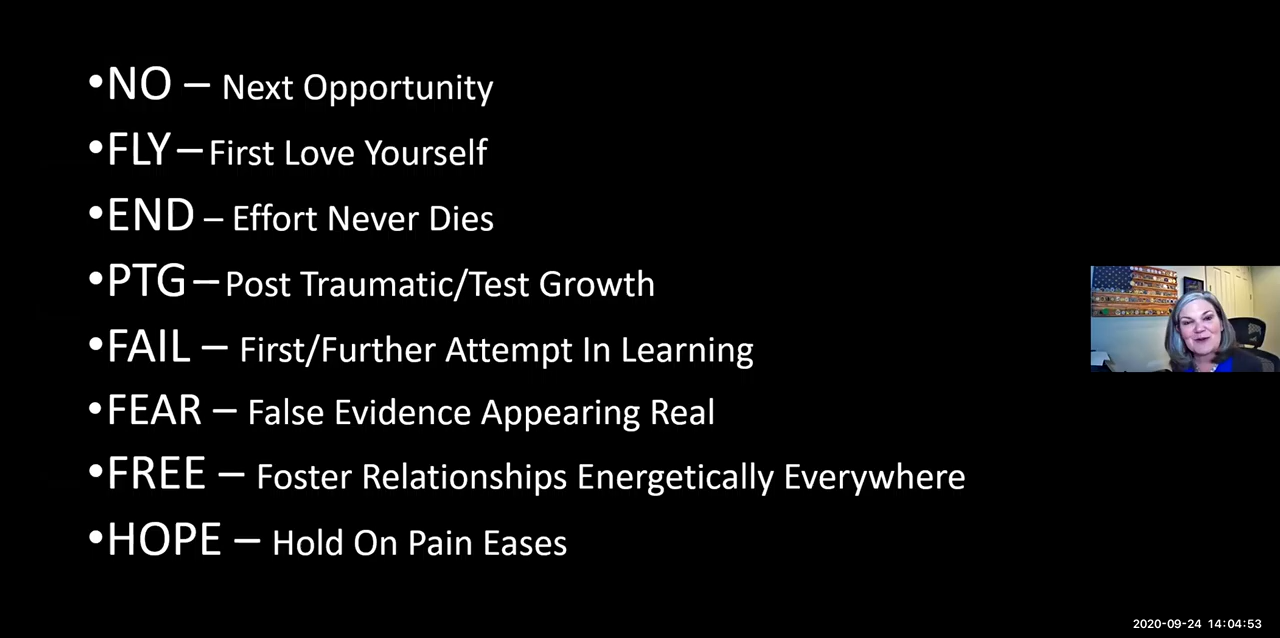 •NO – Next Opportunity
•FLY – First Love Yourself
•END – Effort Never Dies
•PTG – Post Traumatic/Test Growth
•FAIL – First/Further Attempt In Learning
•FEAR – False Evidence Appearing Real
•FREE – Foster Relationships Energetically Everywhere
•HOPE – Hold On Pain Eases
2020-09-24 14:04:53